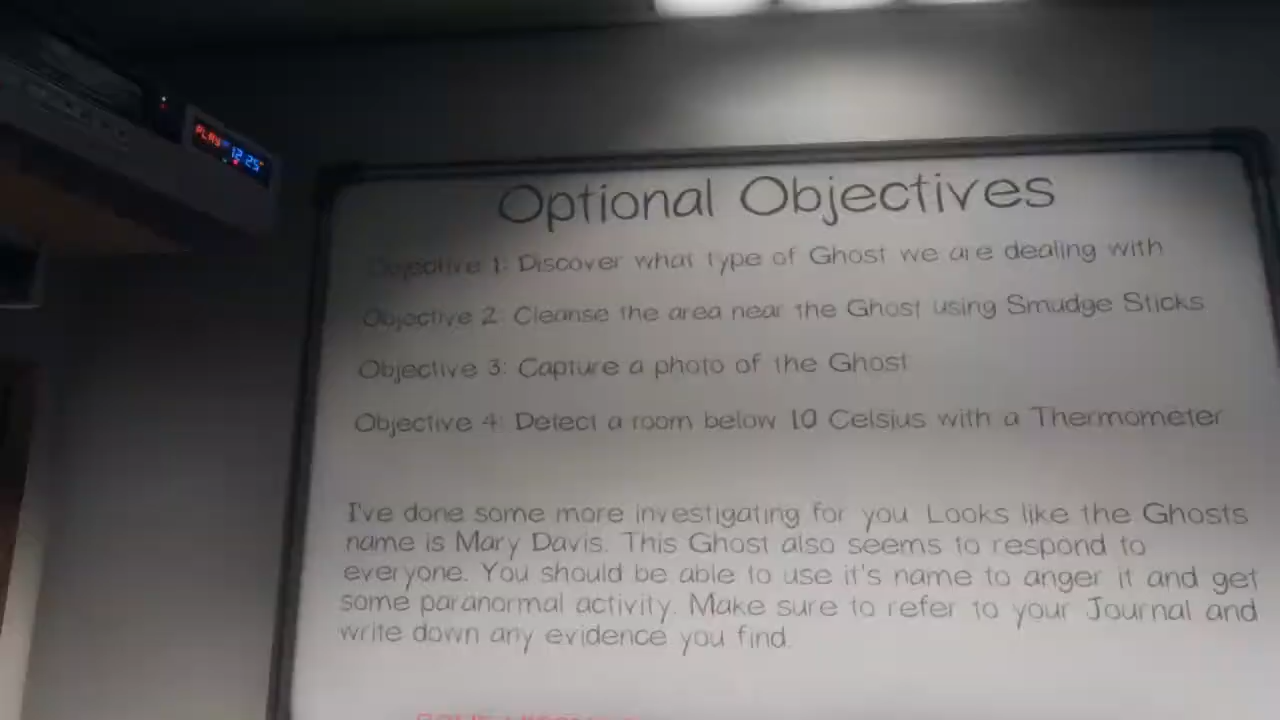 PLAY
12:25
Optional Objectives
Objective 1: Discover what type of Ghost we are dealing with
Objective 2: Cleanse the area near the Ghost using Smudge Sticks
Objective 3: Capture a photo of the Ghost
Objective 4: Detect a room below 10 Celsius with a Thermometer
I've done some more investigating for you. Looks like the Ghosts
name is Mary Davis. This Ghost also seems to respond to
everyone. You should be able to use it's name to anger it and get
some paranormal activity. Make sure to refer to your Journal and
write down any evidence you find.